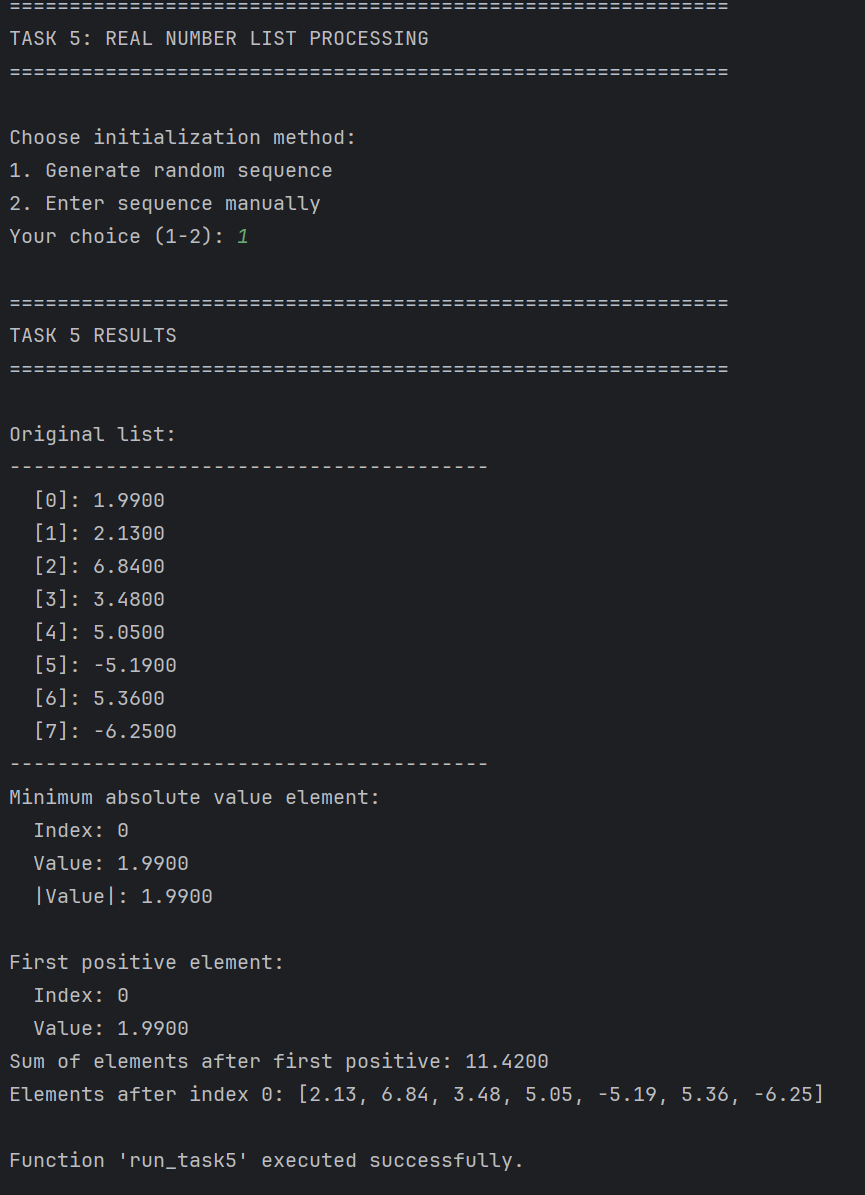 ============================================================
TASK 5: REAL NUMBER LIST PROCESSING
============================================================
Choose initialization method:
1. Generate random sequence
2. Enter sequence manually
Your choice (1-2): 1
============================================================
TASK 5 RESULTS
============================================================
Original list:
----------------------------------------
[0]: 1.9900
[1]: 2.1300
[2]: 6.8400
[3]: 3.4800
[4]: 5.0500
[5]: -5.1900
[6]: 5.3600
[7]: -6.2500
----------------------------------------
Minimum absolute value element:
Index: 0
Value: 1.9900
|Value|: 1.9900
First positive element:
Index: 0
Value: 1.9900
Sum of elements after first positive: 11.4200
Elements after index 0: [2.13, 6.84, 3.48, 5.05, -5.19, 5.36, -6.25]
Function 'run_task5' executed successfully.